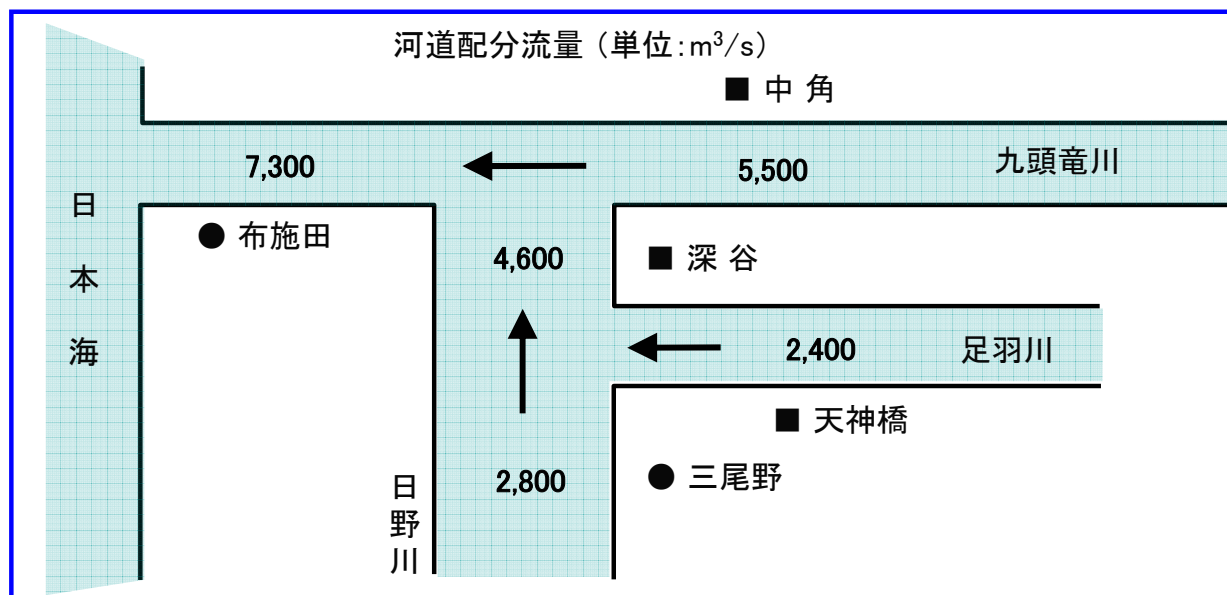 河道配分流量（単位：m³/s）
■ 中 角
7,300
5,500
九頭竜川
日本海
● 布施田
4,600
■ 深 谷
2,400
足羽川
■ 天神橋
2,800
● 三尾野
日野川